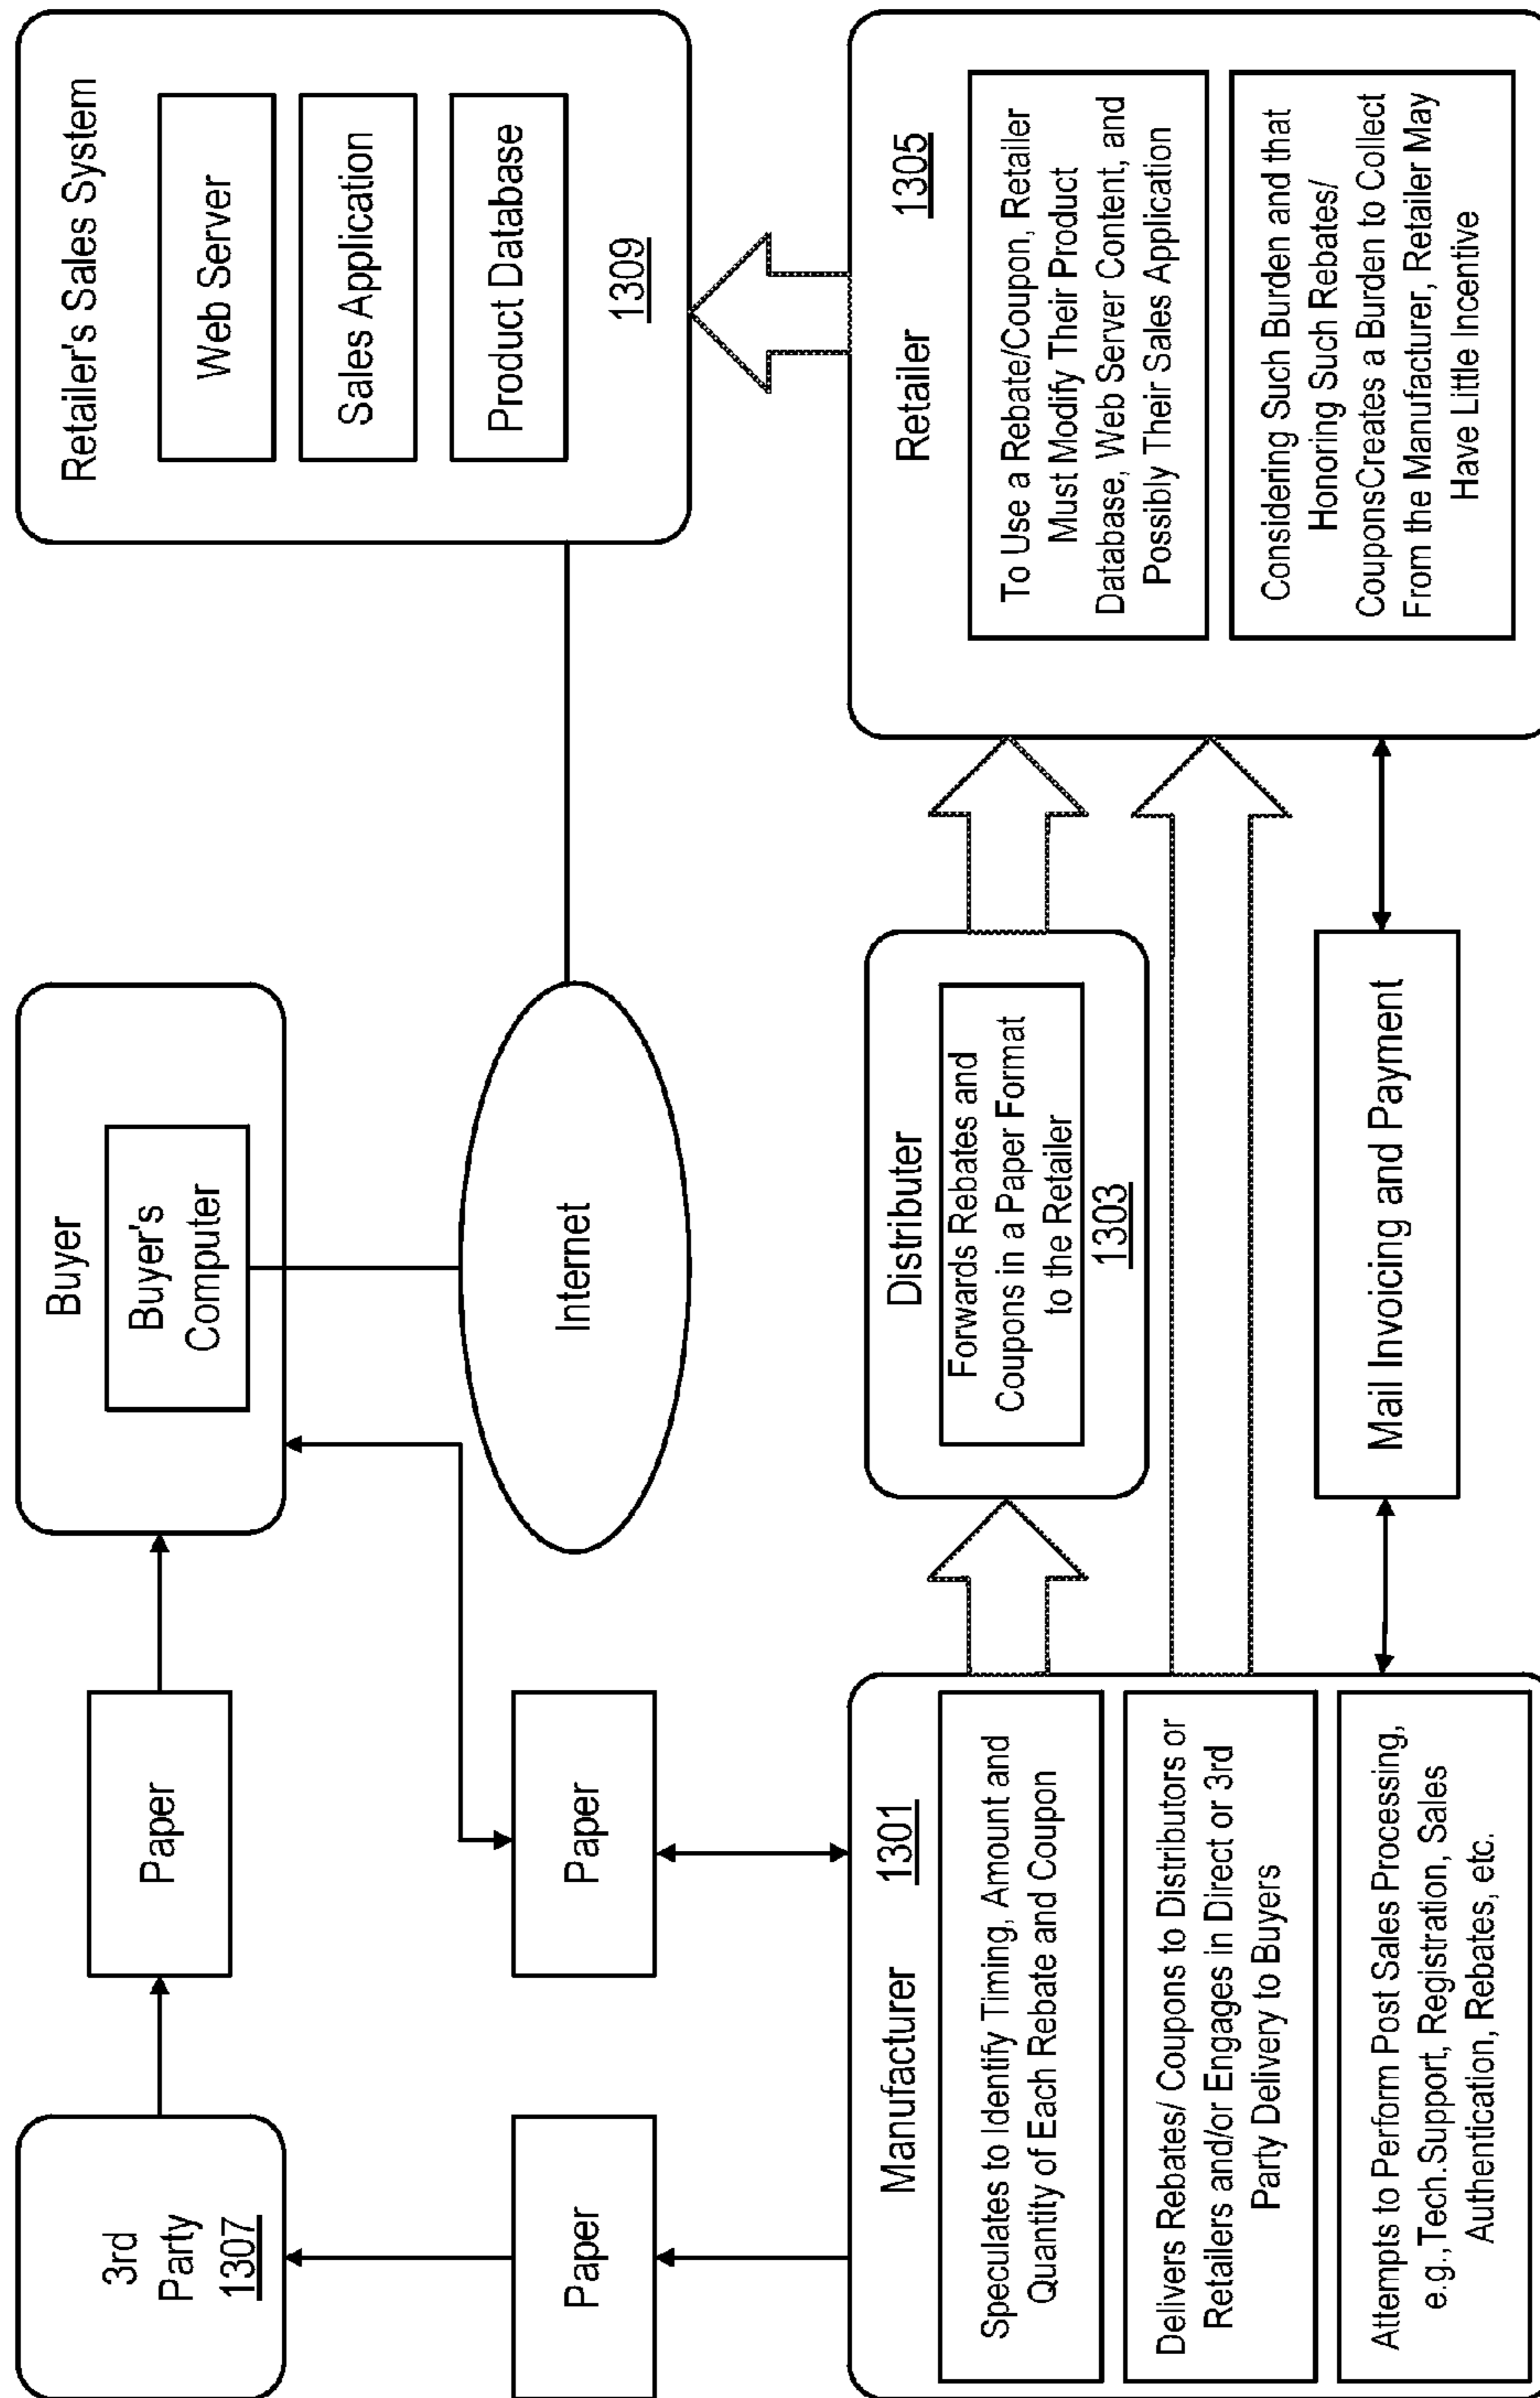 3rd
Party
1307
Paper
Buyer
Buyer's
Computer
Retailer's Sales System
Web Server
Sales Application
Product Database
1309
Paper
Paper
Internet
Manufacturer 1301
Speculates to Identify Timing, Amount and
Quantity of Each Rebate and Coupon
Delivers Rebates/ Coupons to Distributors or
Retailers and/or Engages in Direct or 3rd
Party Delivery to Buyers
Attempts to Perform Post Sales Processing,
e.g.,Tech.Support, Registration, Sales
Authentication, Rebates, etc.
Distributer
Forwards Rebates and
Coupons in a Paper Format
to the Retailer
1303
Mail Invoicing and Payment
Retailer 1305
To Use a Rebate/Coupon, Retailer
Must Modify Their Product
Database, Web Server Content, and
Possibly Their Sales Application
Considering Such Burden and that
Honoring Such Rebates/
CouponsCreates a Burden to Collect
From the Manufacturer, Retailer May
Have Little Incentive